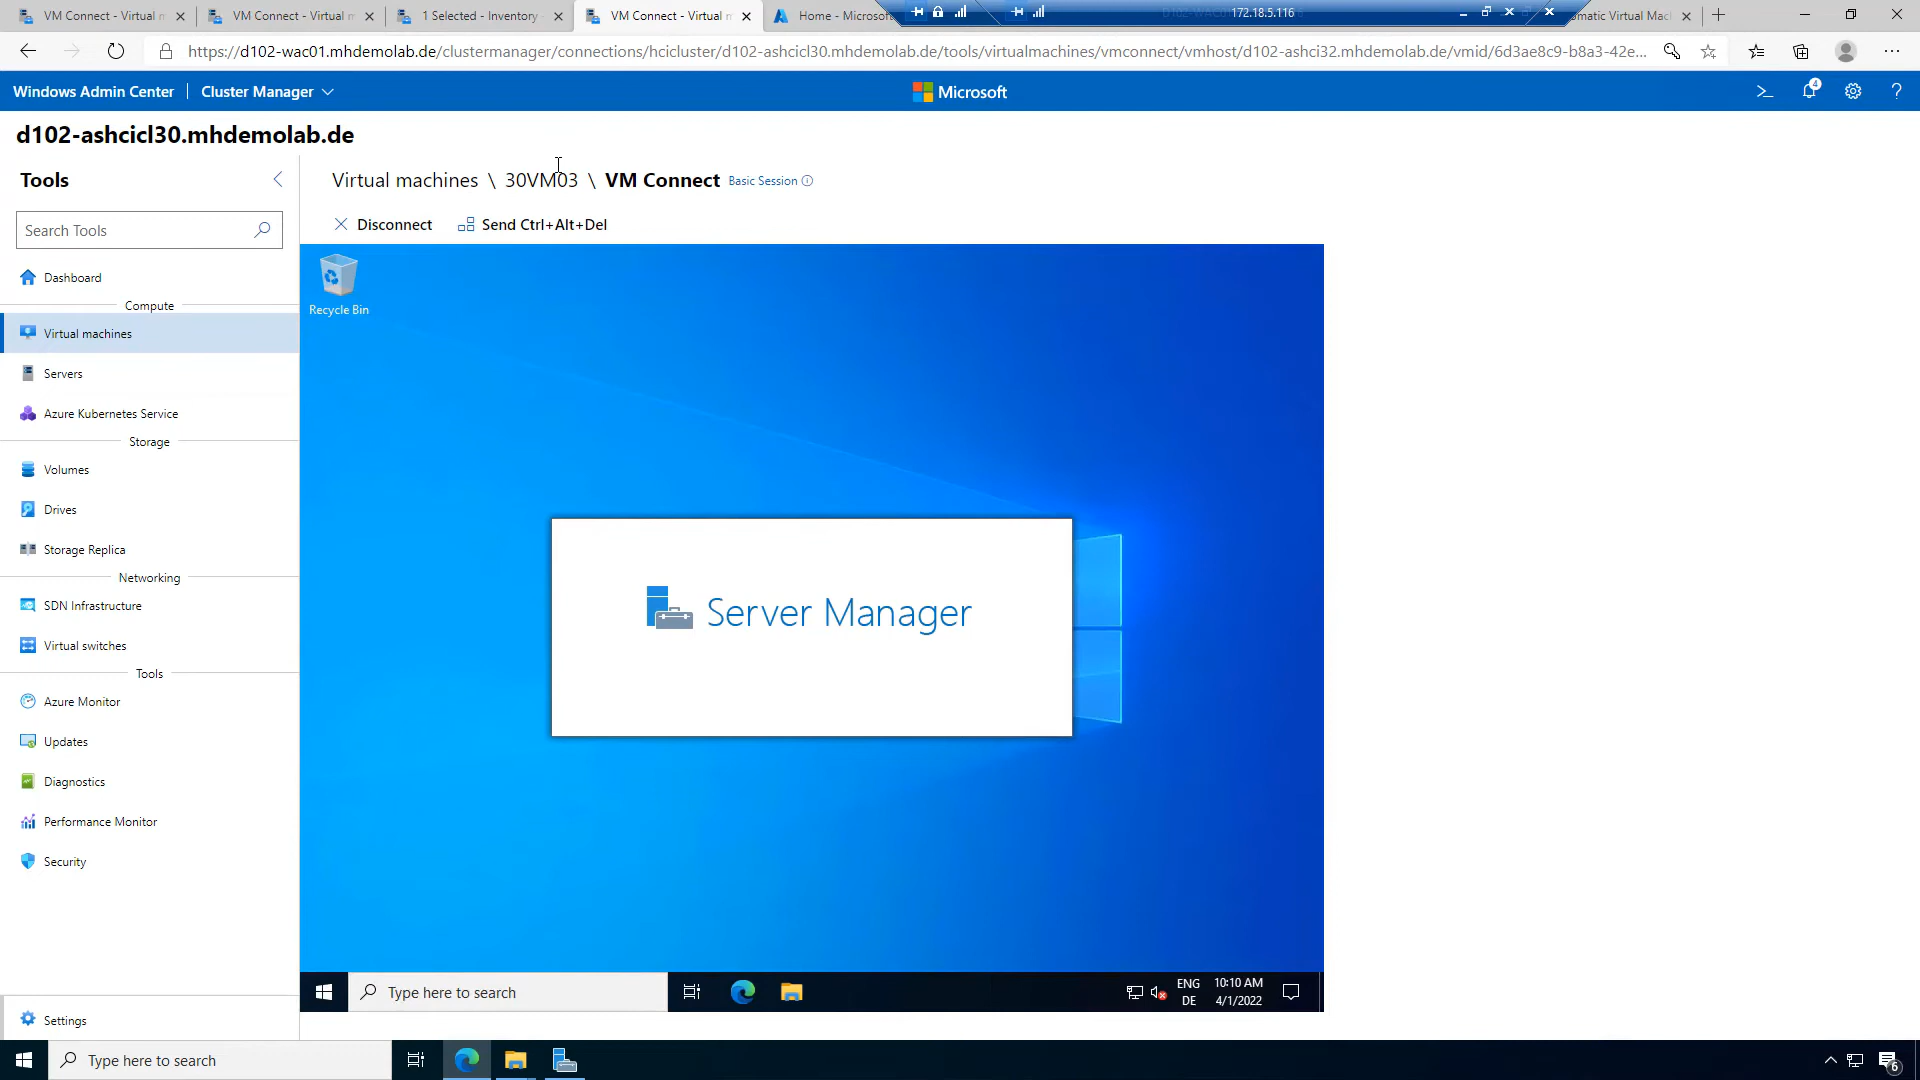 VM Connect - Virtual m
VM Connect - Virtual m
1 Selected - Inventory -
VM Connect - Virtual m
Home - Microsoft
172.18.5.116
omatic Virtual Mac
https://d102-wac01.mhdemolab.de/clustermanager/connections/hcicluster/d102-ashcicl30.mhdemolab.de/tools/virtualmachines/vmconnect/vmhost/d102-ashci32.mhdemolab.de/vmid/6d3ae8c9-b8a3-42e...
Windows Admin Center
Cluster Manager
Microsoft
4
d102-ashcicl30.mhdemolab.de
Tools
Virtual machines \ 30VM03 \ VM Connect
Basic Session
Search Tools
Disconnect
Send Ctrl+Alt+Del
Dashboard
Compute
Virtual machines
Servers
Azure Kubernetes Service
Storage
Volumes
Drives
Storage Replica
Networking
SDN Infrastructure
Virtual switches
Tools
Azure Monitor
Updates
Diagnostics
Performance Monitor
Security
Settings
Recycle Bin
Server Manager
Type here to search
ENG
DE
10:10 AM
4/1/2022
Type here to search
6